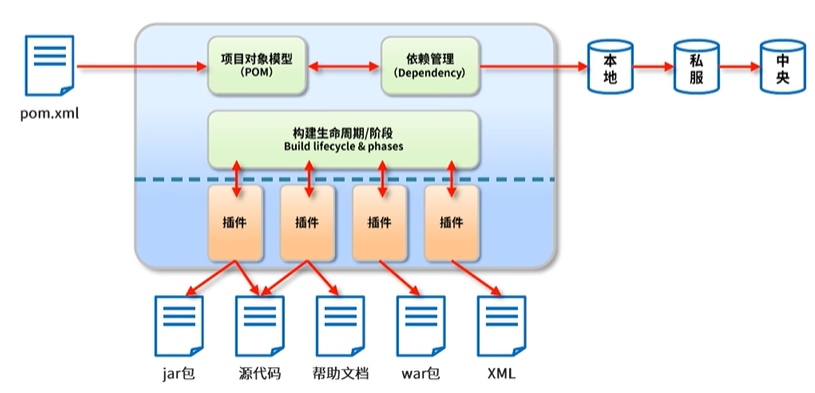 项目对象模型
（POM）
依赖管理
（Dependency）
本
地
私
服
中
央
pom.xml
构建生命周期/阶段
Build lifecycle & phases
插件
插件
插件
插件
jar包
源代码
帮助文档
war包
XML